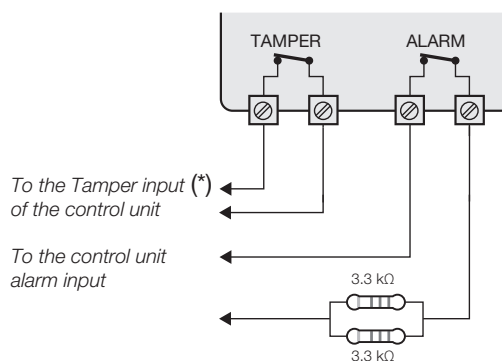 TAMPER ALARM
To the Tamper input (*)
of the control unit
To the control unit
alarm input
3.3 kΩ
3.3 kΩ